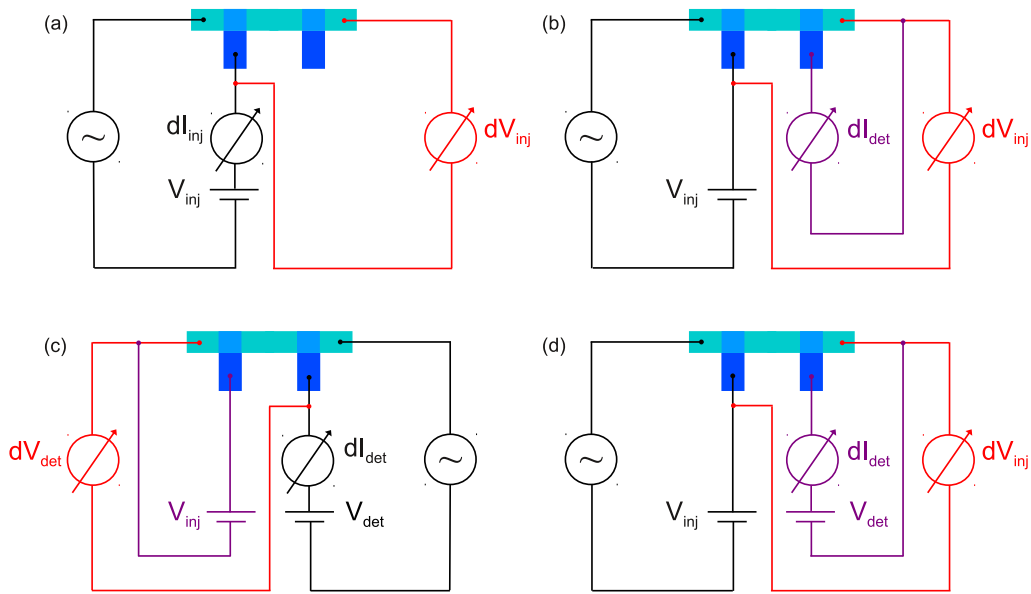 (a)
dI_inj
V_inj
dV_inj
(b)
dI_det
V_inj
dV_inj
(c)
dV_det
V_inj
dI_det
V_det
(d)
V_inj
dI_det
V_det
dV_inj